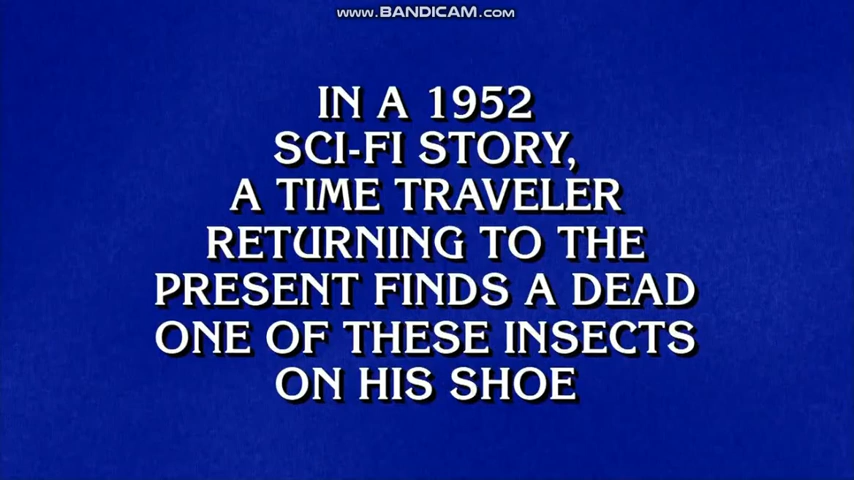 www.BANDICAM.com
IN A 1952
SCI-FI STORY,
A TIME TRAVELER
RETURNING TO THE
PRESENT FINDS A DEAD
ONE OF THESE INSECTS
ON HIS SHOE